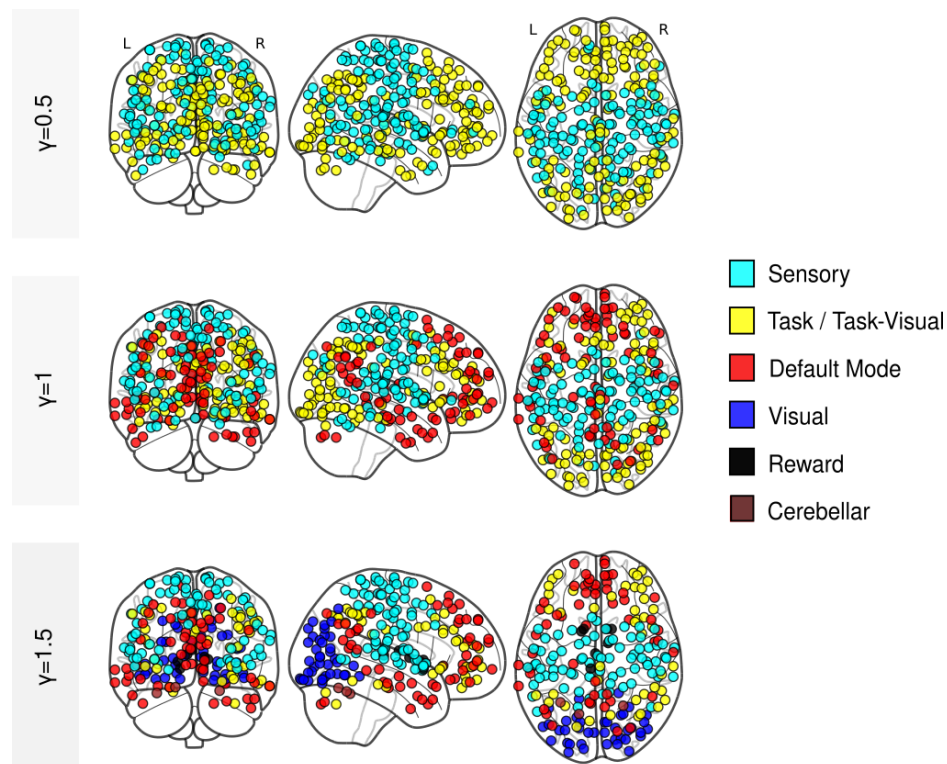 L
R
L
R
γ=0.5
γ=1
Sensory
Task / Task-Visual
Default Mode
Visual
Reward
Cerebellar
γ=1.5